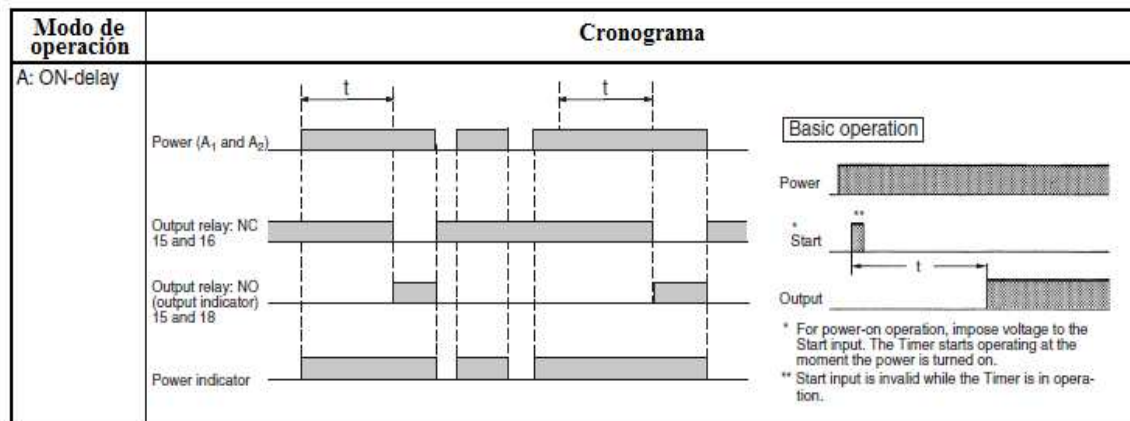 Modo de
operación
Cronograma
A: ON-delay
t
t
Power (A1 and A2)
Output relay: NC
15 and 16
Output relay: NO
(output indicator)
15 and 18
Power indicator
Basic operation
Power
* **
Start
t
Output
* For power-on operation, impose voltage to the
Start input. The Timer starts operating at the
moment the power is turned on.
** Start input is invalid while the Timer is in opera-
tion.